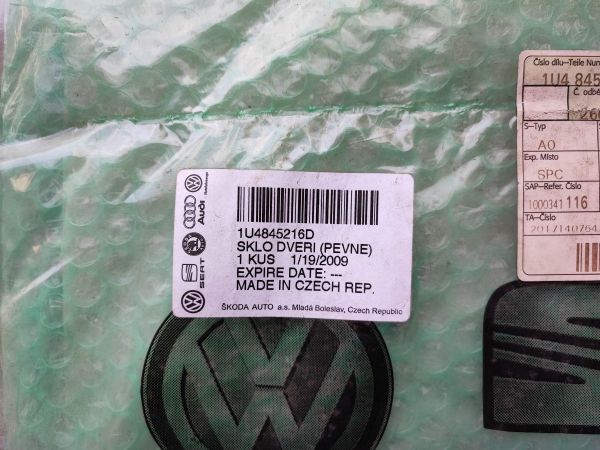 1U4845216D
SKLO DVERI (PEVNE)
1 KUS 1/19/2009
EXPIRE DATE: ---
MADE IN CZECH REP.
ŠKODA AUTO a.s. Mladá Boleslav, Czech Republic
Audi
SEAT
Číslo dílu–Teile Num
1U4 845
Č. odbě
S–Typ
A0
Exp. Místo
SPC
SAP–Refer. Číslo
1000341 116
TA–Číslo
2017140764